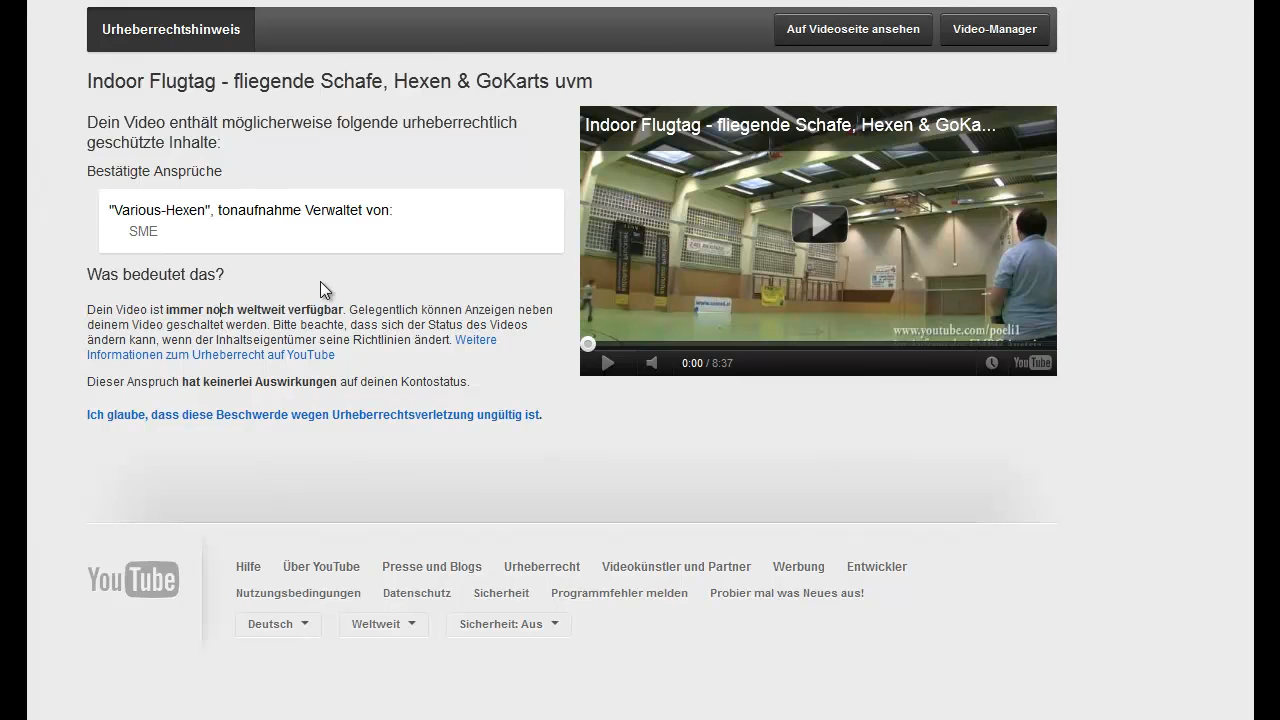 Urheberrechtshinweis
Auf Videoseite ansehen
Video-Manager
Indoor Flugtag - fliegende Schafe, Hexen & GoKarts uvm
Dein Video enthält möglicherweise folgende urheberrechtlich
geschützte Inhalte:
Bestätigte Ansprüche
"Various-Hexen", tonaufnahme Verwaltet von:
SME
Was bedeutet das?
Dein Video ist immer noch weltweit verfügbar. Gelegentlich können Anzeigen neben
deinem Video geschaltet werden. Bitte beachte, dass sich der Status des Videos
ändern kann, wenn der Inhaltseigentümer seine Richtlinien ändert. Weitere
Informationen zum Urheberrecht auf YouTube
Dieser Anspruch hat keinerlei Auswirkungen auf deinen Kontostatus.
Ich glaube, dass diese Beschwerde wegen Urheberrechtsverletzung ungültig ist.
Indoor Flugtag - fliegende Schafe, Hexen & GoKa...
www.youtube.com/poeli1
0:00 / 8:37
YouTube
YouTube
Hilfe Über YouTube Presse und Blogs Urheberrecht Videokünstler und Partner Werbung Entwickler
Nutzungsbedingungen Datenschutz Sicherheit Programmfehler melden Probier mal was Neues aus!
Deutsch Weltweit Sicherheit: Aus